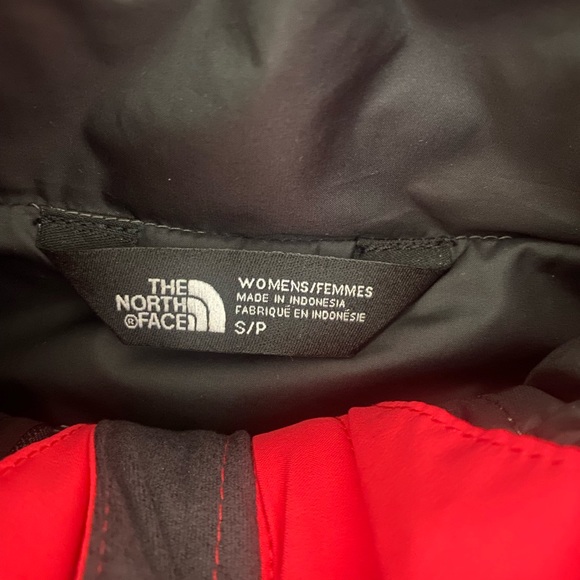 THE
NORTH
®FACE
WOMENS/FEMMES
MADE IN INDONESIA
FABRIQUÉ EN INDONÉSIE
S/P